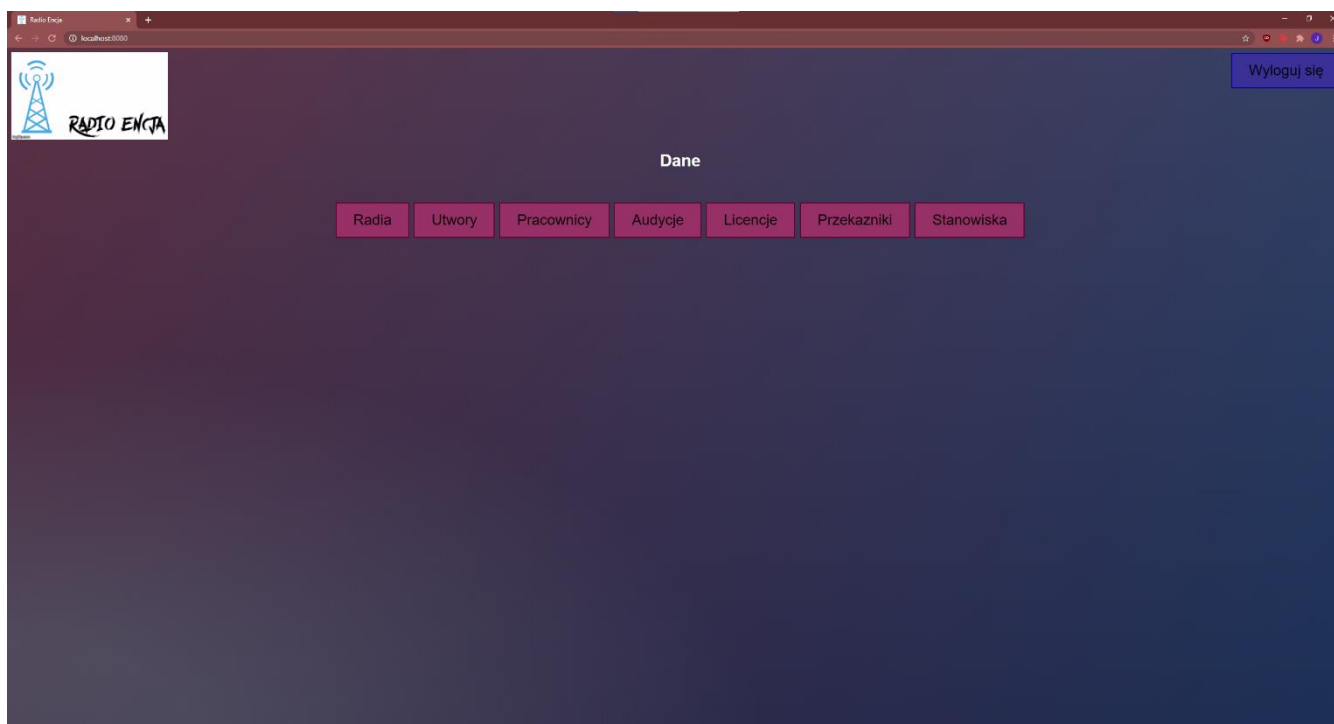 Radio Encja
localhost:8080
RADIO ENCJA
Wyloguj się
Dane
Radia Utwory Pracownicy Audycje Licencje Przekazniki Stanowiska